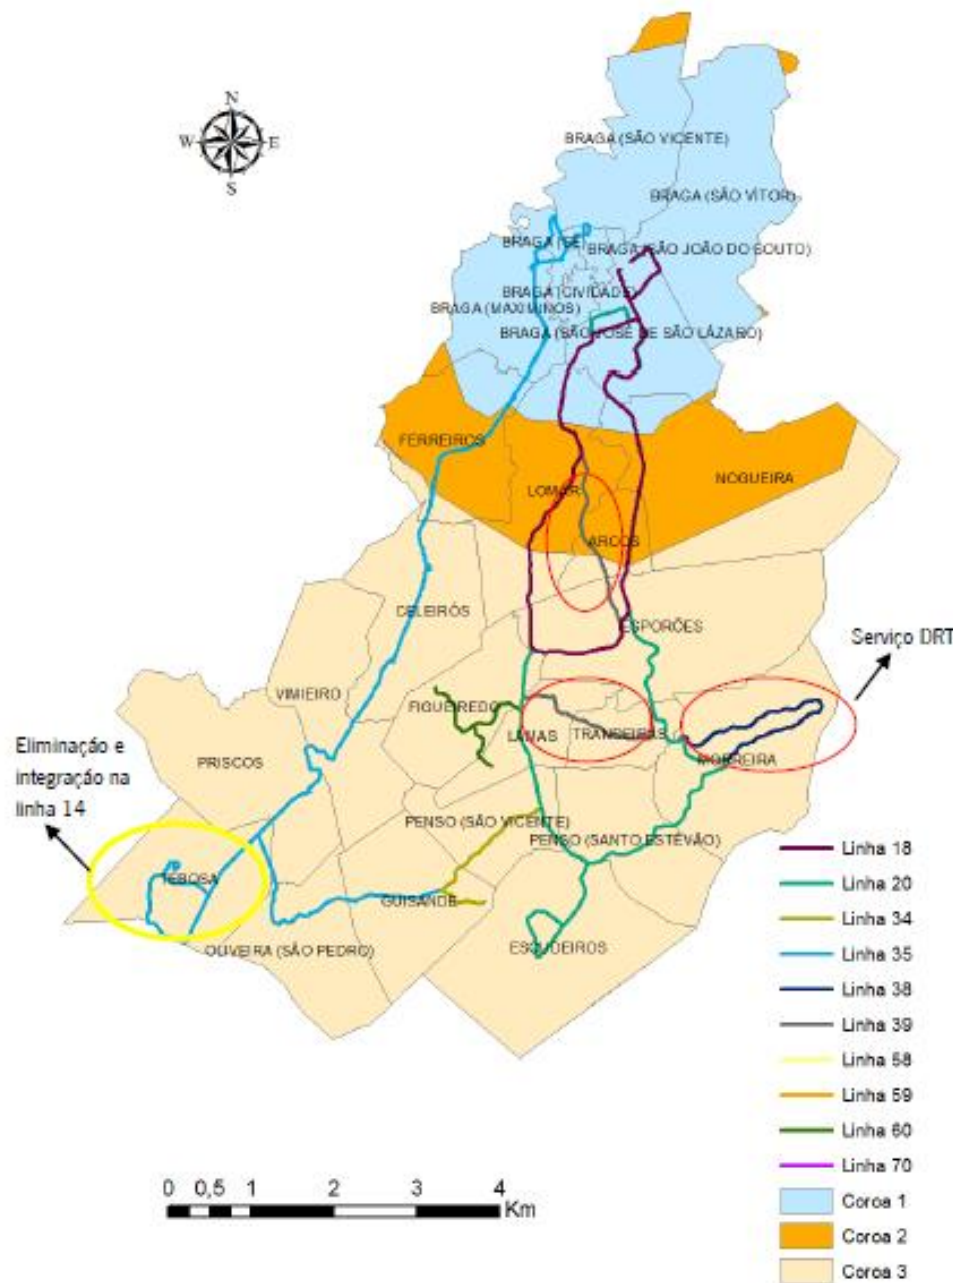 N
W E
S
BRAGA (SÃO VICENTE)
BRAGA (SÃO VÍTOR)
BRAGA (SÉ)
BRAGA (SÃO JOÃO DO SOUTO)
BRAGA (CIVIDADE)
BRAGA (MAXIMINOS)
BRAGA (SÃO JOSÉ DE SÃO LÁZARO)
FERREIROS
NOGUEIRA
LOMAR
ARCOS
CELEIRÓS
ESPORÕES
Serviço DRT
VIMIEIRO
FIGUEIREDO
LAMAS
TRANDEIRAS
MORREIRA
PRISCOS
Eliminação e
integração na
linha 14
PENSO (SÃO VICENTE)
PENSO (SANTO ESTÊVÃO)
TEBOSA
GUISANDE
OLIVEIRA (SÃO PEDRO)
ESCUDEIROS
Linha 18
Linha 20
Linha 34
Linha 35
Linha 38
Linha 39
Linha 58
Linha 59
Linha 60
Linha 70
Coroa 1
Coroa 2
Coroa 3
0 0,5 1 2 3 4
Km